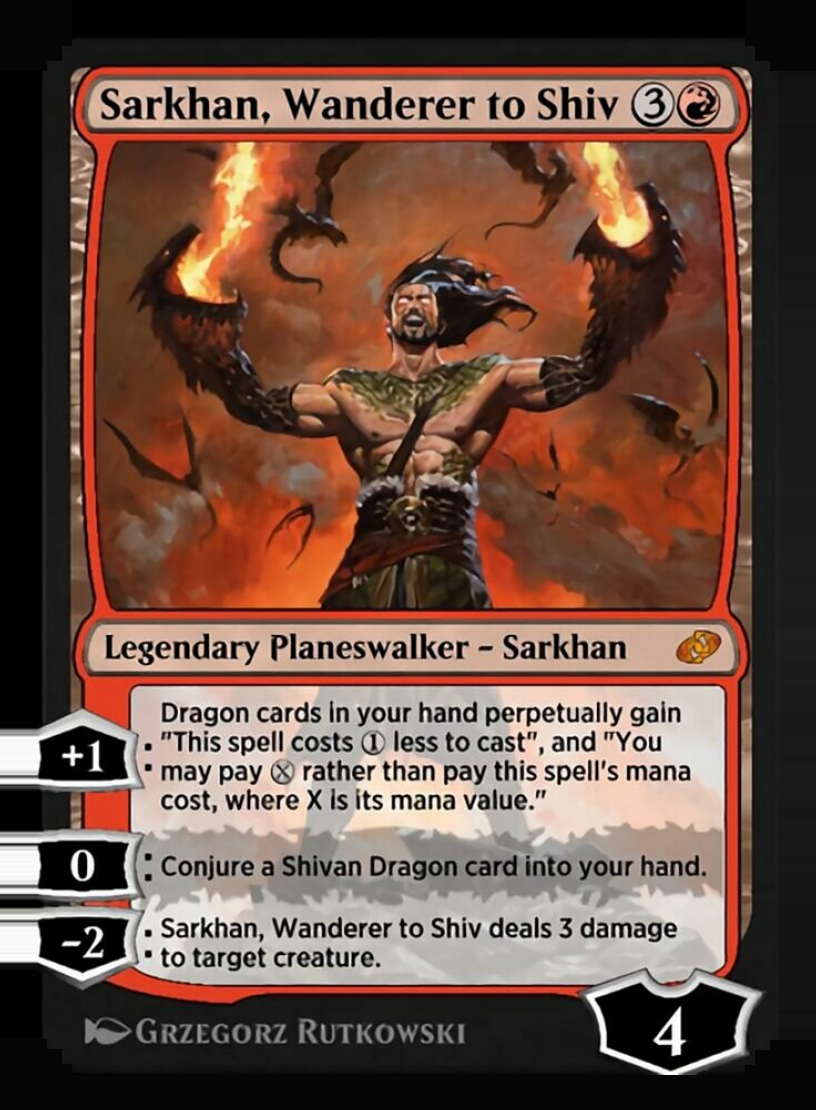 Sarkhan, Wanderer to Shiv 3
Legendary Planeswalker – Sarkhan
+1: Dragon cards in your hand perpetually gain
"This spell costs 1 less to cast", and "You
may pay X rather than pay this spell's mana
cost, where X is its mana value."
0: Conjure a Shivan Dragon card into your hand.
-2: Sarkhan, Wanderer to Shiv deals 3 damage
to target creature.
Grzegorz Rutkowski
4